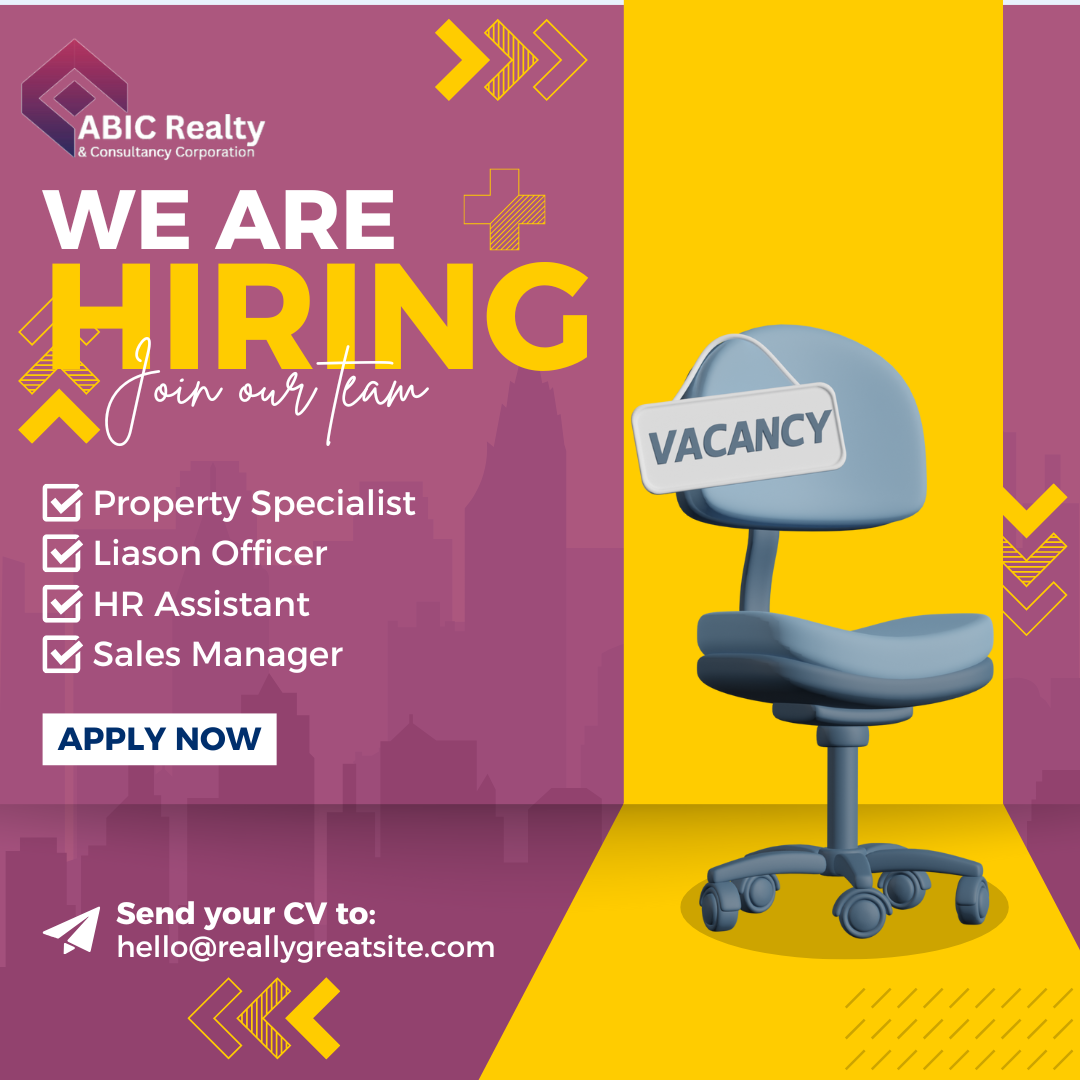 ABIC Realty
& Consultancy Corporation
WE ARE
HIRING
Join our team
VACANCY
Property Specialist
Liason Officer
HR Assistant
Sales Manager
APPLY NOW
Send your CV to:
hello@reallygreatsite.com